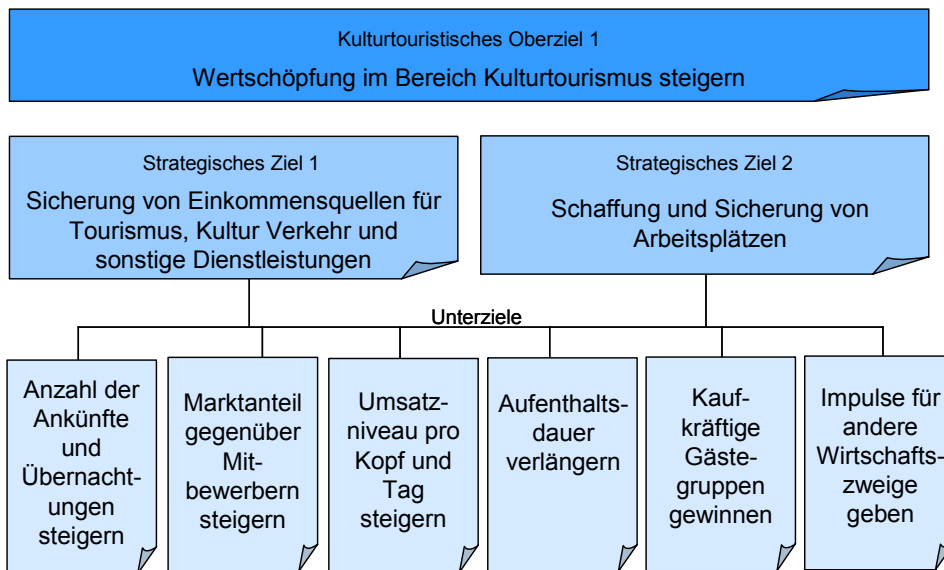 Kulturtouristisches Oberziel 1
Wertschöpfung im Bereich Kulturtourismus steigern
Strategisches Ziel 1
Sicherung von Einkommensquellen für
Tourismus, Kultur Verkehr und
sonstige Dienstleistungen
Strategisches Ziel 2
Schaffung und Sicherung von
Arbeitsplätzen
Unterziele
Anzahl der
Ankünfte
und
Übernacht-
ungen
steigern
Marktanteil
gegenüber
Mit-
bewerbern
steigern
Umsatz-
niveau pro
Kopf und
Tag
steigern
Aufenthalts-
dauer
verlängern
Kauf-
kräftige
Gäste-
gruppen
gewinnen
Impulse für
andere
Wirtschafts-
zweige
geben